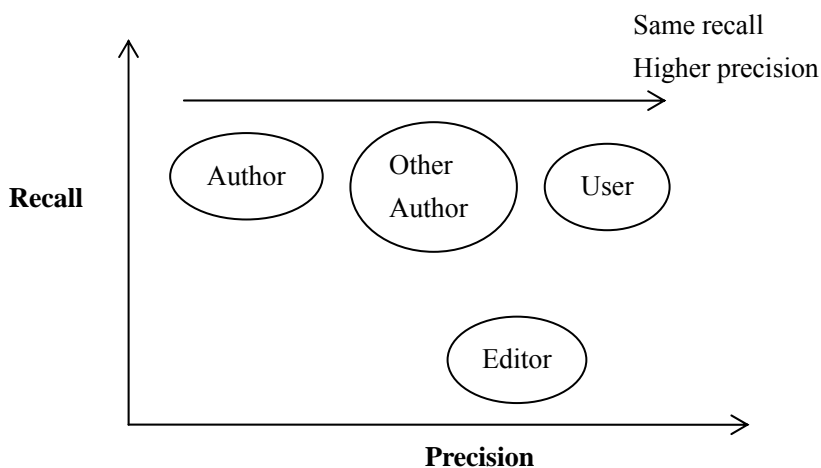 Same recall
Higher precision
Author
Other
Author
User
Recall
Editor
Precision